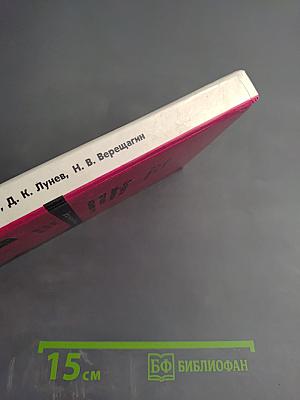 , Д. К. Лунев, Н. В. Верещагин
15 см
БФ БИБЛИОФАН